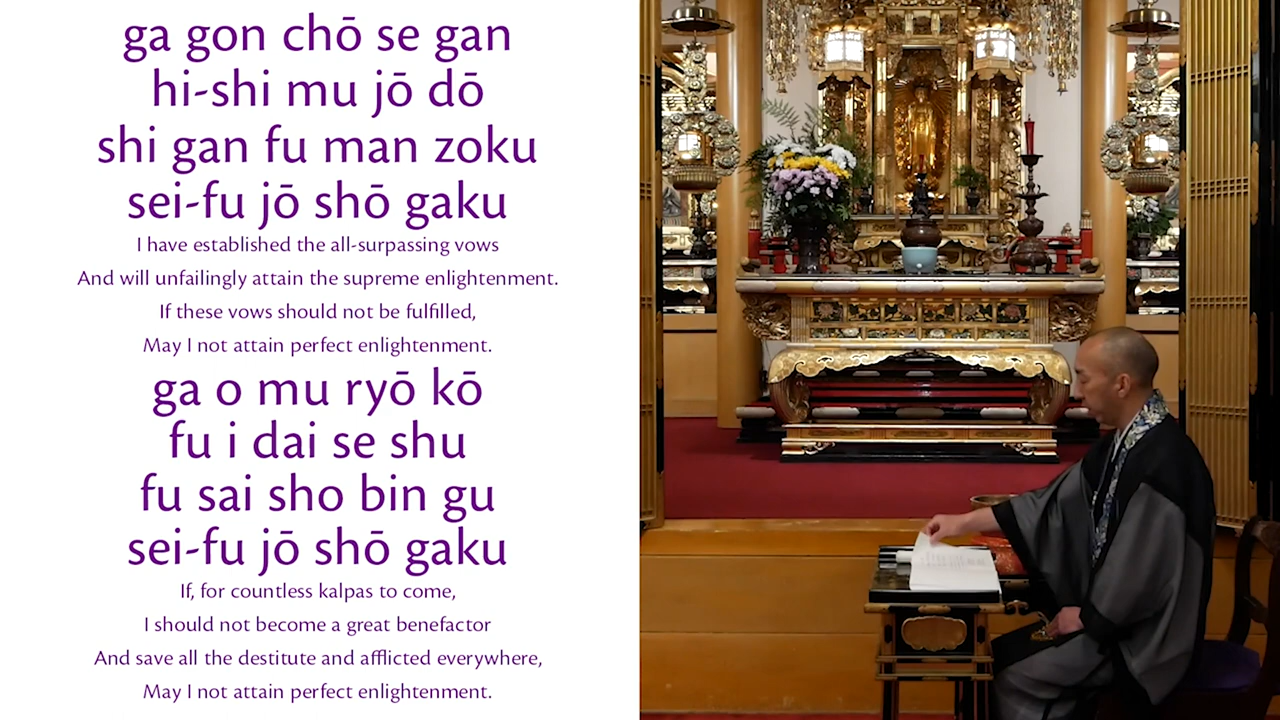 ga gon chō se gan
hi-shi mu jō dō
shi gan fu man zoku
sei-fu jō shō gaku
I have established the all-surpassing vows
And will unfailingly attain the supreme enlightenment.
If these vows should not be fulfilled,
May I not attain perfect enlightenment.
ga o mu ryō kō
fu i dai se shu
fu sai sho bin gu
sei-fu jō shō gaku
If, for countless kalpas to come,
I should not become a great benefactor
And save all the destitute and afflicted everywhere,
May I not attain perfect enlightenment.